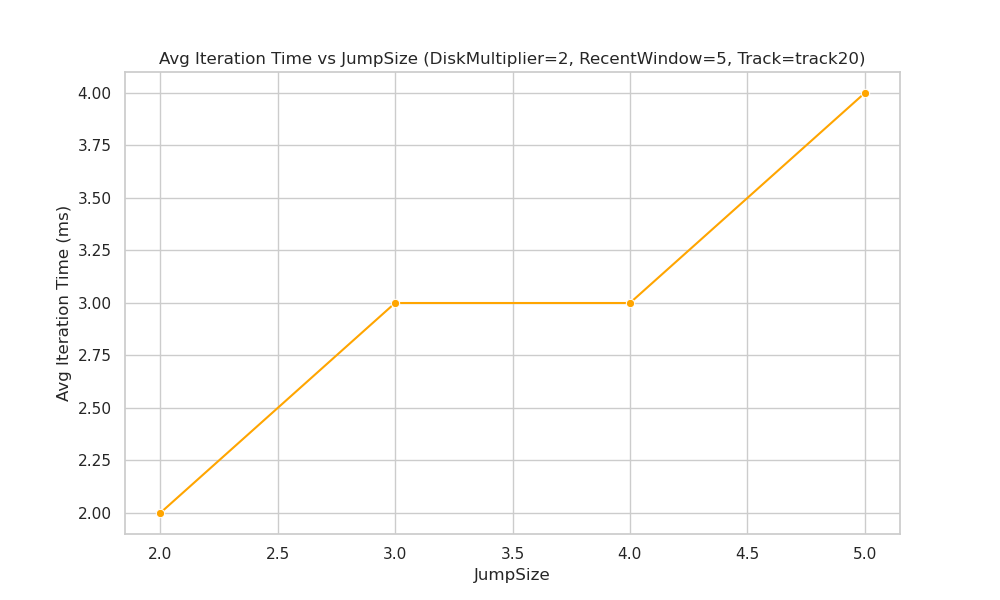 Avg Iteration Time vs JumpSize (DiskMultiplier=2, RecentWindow=5, Track=track20)
Avg Iteration Time (ms)
4.00
3.75
3.50
3.25
3.00
2.75
2.50
2.25
2.00
2.0 2.5 3.0 3.5 4.0 4.5 5.0
JumpSize